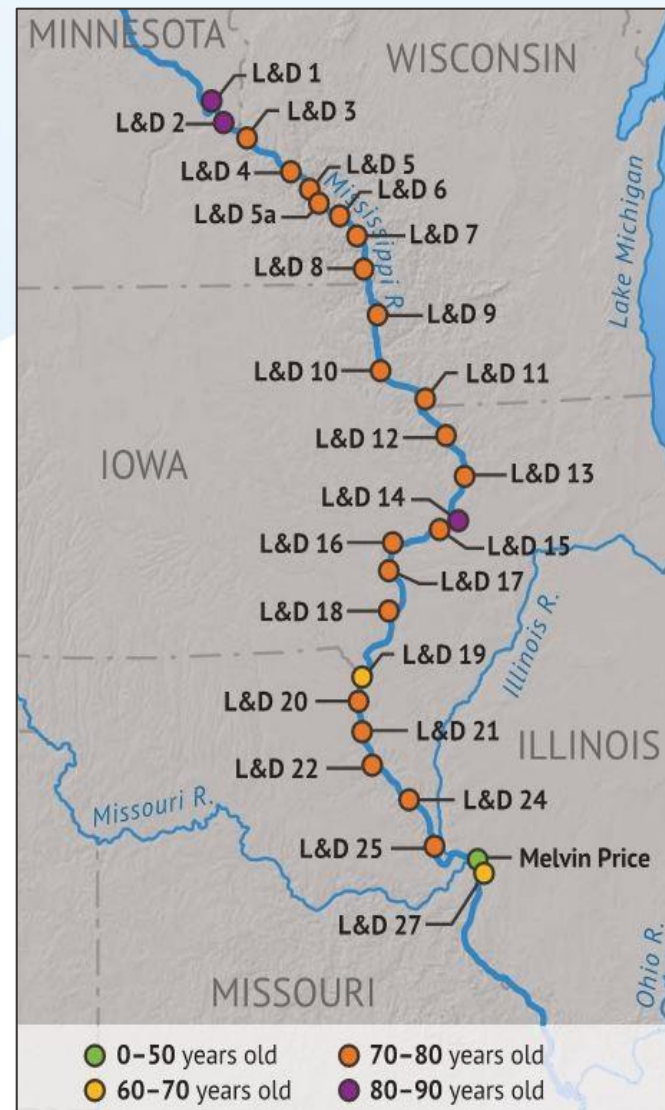 MINNESOTA
WISCONSIN
L&D 1
L&D 2
L&D 3
L&D 4
L&D 5
L&D 6
L&D 5a
Mississippi R.
L&D 7
L&D 8
Lake Michigan
L&D 9
L&D 10
L&D 11
L&D 12
IOWA
L&D 13
L&D 14
L&D 16
L&D 15
L&D 17
L&D 18
Illinois R.
L&D 19
L&D 20
L&D 21
ILLINOIS
L&D 22
Missouri R.
L&D 24
L&D 25
Melvin Price
L&D 27
Ohio R.
MISSOURI
0–50 years old
70–80 years old
60–70 years old
80–90 years old